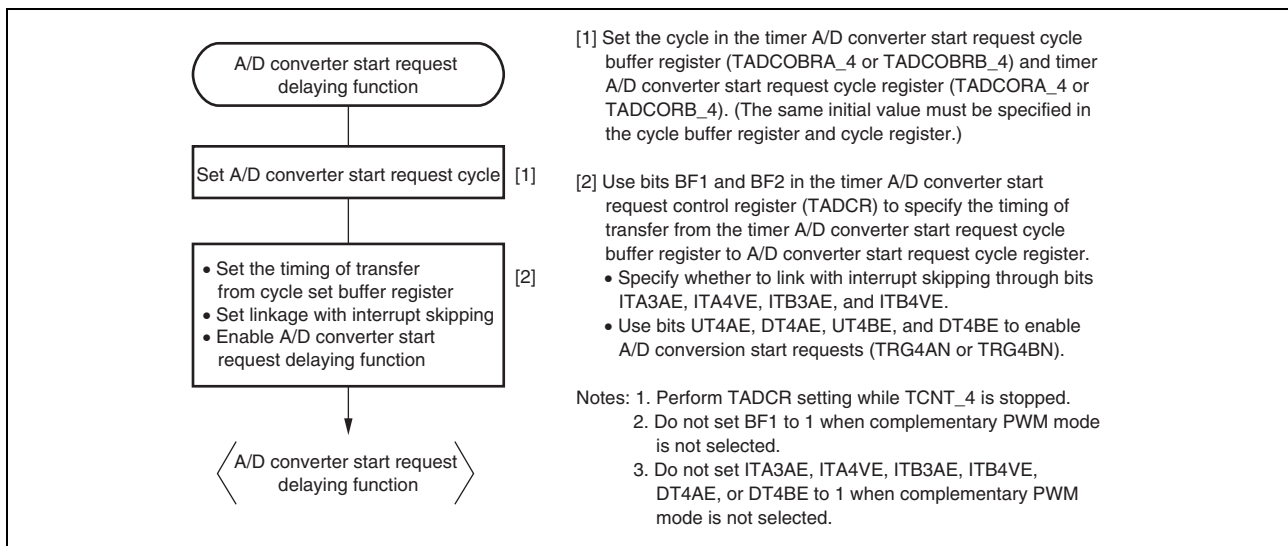 A/D converter start request
delaying function
Set A/D converter start request cycle [1]
• Set the timing of transfer
from cycle set buffer register
• Set linkage with interrupt skipping
• Enable A/D converter start
request delaying function
[2]
A/D converter start request
delaying function
[1] Set the cycle in the timer A/D converter start request cycle
buffer register (TADCOBRA_4 or TADCOBRB_4) and timer
A/D converter start request cycle register (TADCORA_4 or
TADCORB_4). (The same initial value must be specified in
the cycle buffer register and cycle register.)
[2] Use bits BF1 and BF2 in the timer A/D converter start
request control register (TADCR) to specify the timing of
transfer from the timer A/D converter start request cycle
buffer register to A/D converter start request cycle register.
• Specify whether to link with interrupt skipping through bits
ITA3AE, ITA4VE, ITB3AE, and ITB4VE.
• Use bits UT4AE, DT4AE, UT4BE, and DT4BE to enable
A/D conversion start requests (TRG4AN or TRG4BN).
Notes: 1. Perform TADCR setting while TCNT_4 is stopped.
2. Do not set BF1 to 1 when complementary PWM mode
is not selected.
3. Do not set ITA3AE, ITA4VE, ITB3AE, ITB4VE,
DT4AE, or DT4BE to 1 when complementary PWM
mode is not selected.